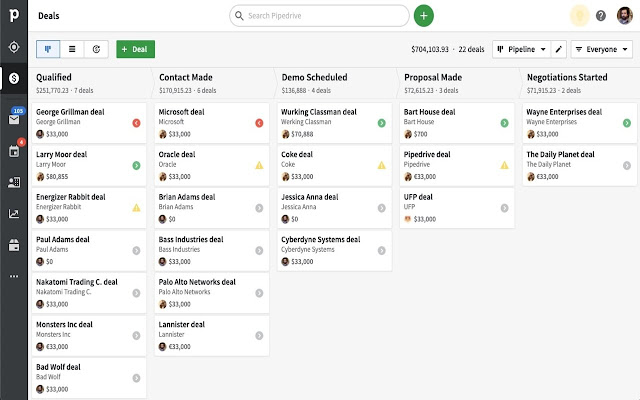 p
Deals
Search Pipedrive
+ Deal
$704,103.93 · 22 deals
Pipeline
Everyone
105
4
Qualified
$251,770.23 · 7 deals
George Grillman deal
George Grillman
$33,000
Larry Moor deal
Larry Moor
$80,855
Energizer Rabbit deal
Energizer Rabbit
$33,000
Paul Adams deal
Paul Adams
$0
Nakatomi Trading C. deal
Nakatomi Trading C.
$33,000
Monsters Inc deal
Monsters Inc
€33,000
Bad Wolf deal
Bad Wolf
$33,000
Contact Made
$170,915.23 · 6 deals
Microsoft deal
Microsoft
$33,000
Oracle deal
Oracle
$33,000
Brian Adams deal
Brian Adams
$0
Bass Industries deal
Bass Industries
$33,000
Palo Alto Networks deal
Palo Alto Networks
$33,000
Lannister deal
Lannister
€33,000
Demo Scheduled
$136,888 · 4 deals
Wurking Classman deal
Werking Classman
$70,888
Coke deal
Coke
$33,000
Jessica Anna deal
Jessica Anna
$0
Cyberdyne Systems deal
Cyberdyne Systems
$33,000
Proposal Made
$72,615.23 · 3 deals
Bart House deal
Bart House
$700
Pipedrive deal
Pipedrive
€33,000
UFP deal
UFP
$33,000
Negotiations Started
$71,915.23 · 2 deals
Wayne Enterprises deal
Wayne Enterprises
$33,000
The Daily Planet deal
The Daily Planet
€33,000